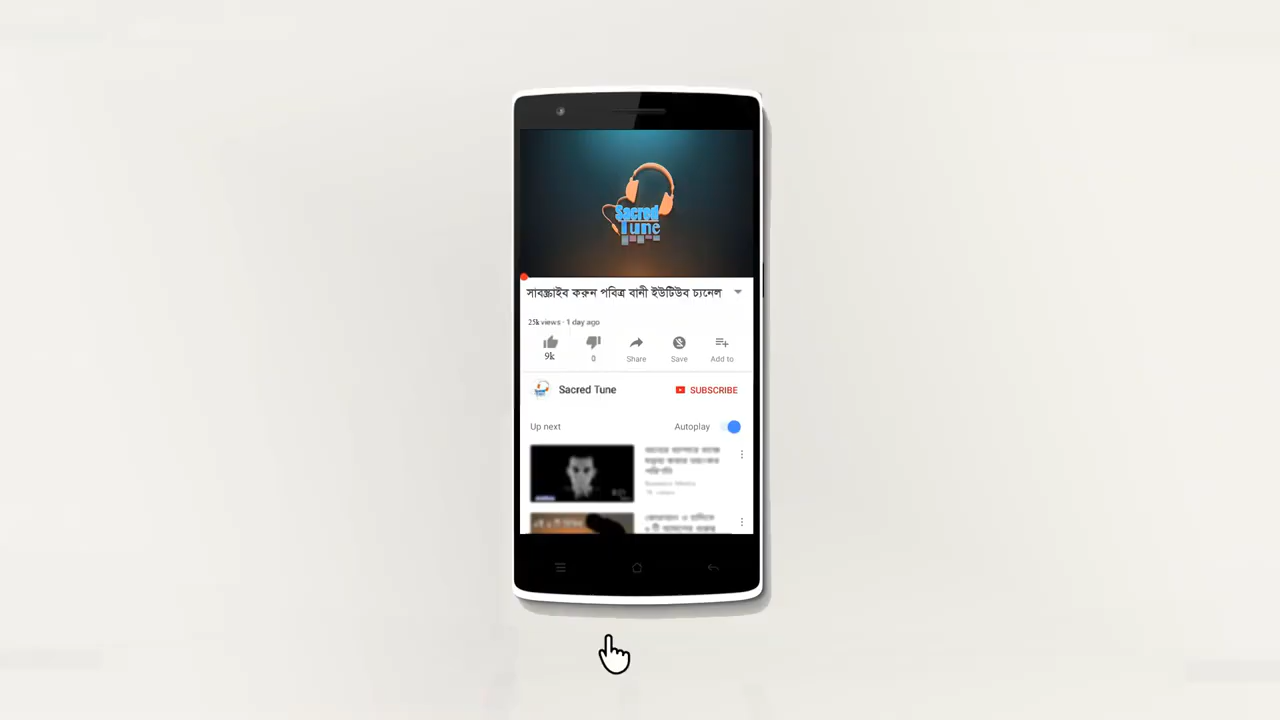 Sacred
Tune
সাবস্ক্রাইব করুন পবিত্র বানী ইউটিউব চ্যনেল
25k views · 1 day ago
9k
0
Share
Save
Add to
Sacred Tune
SUBSCRIBE
Up next
Autoplay